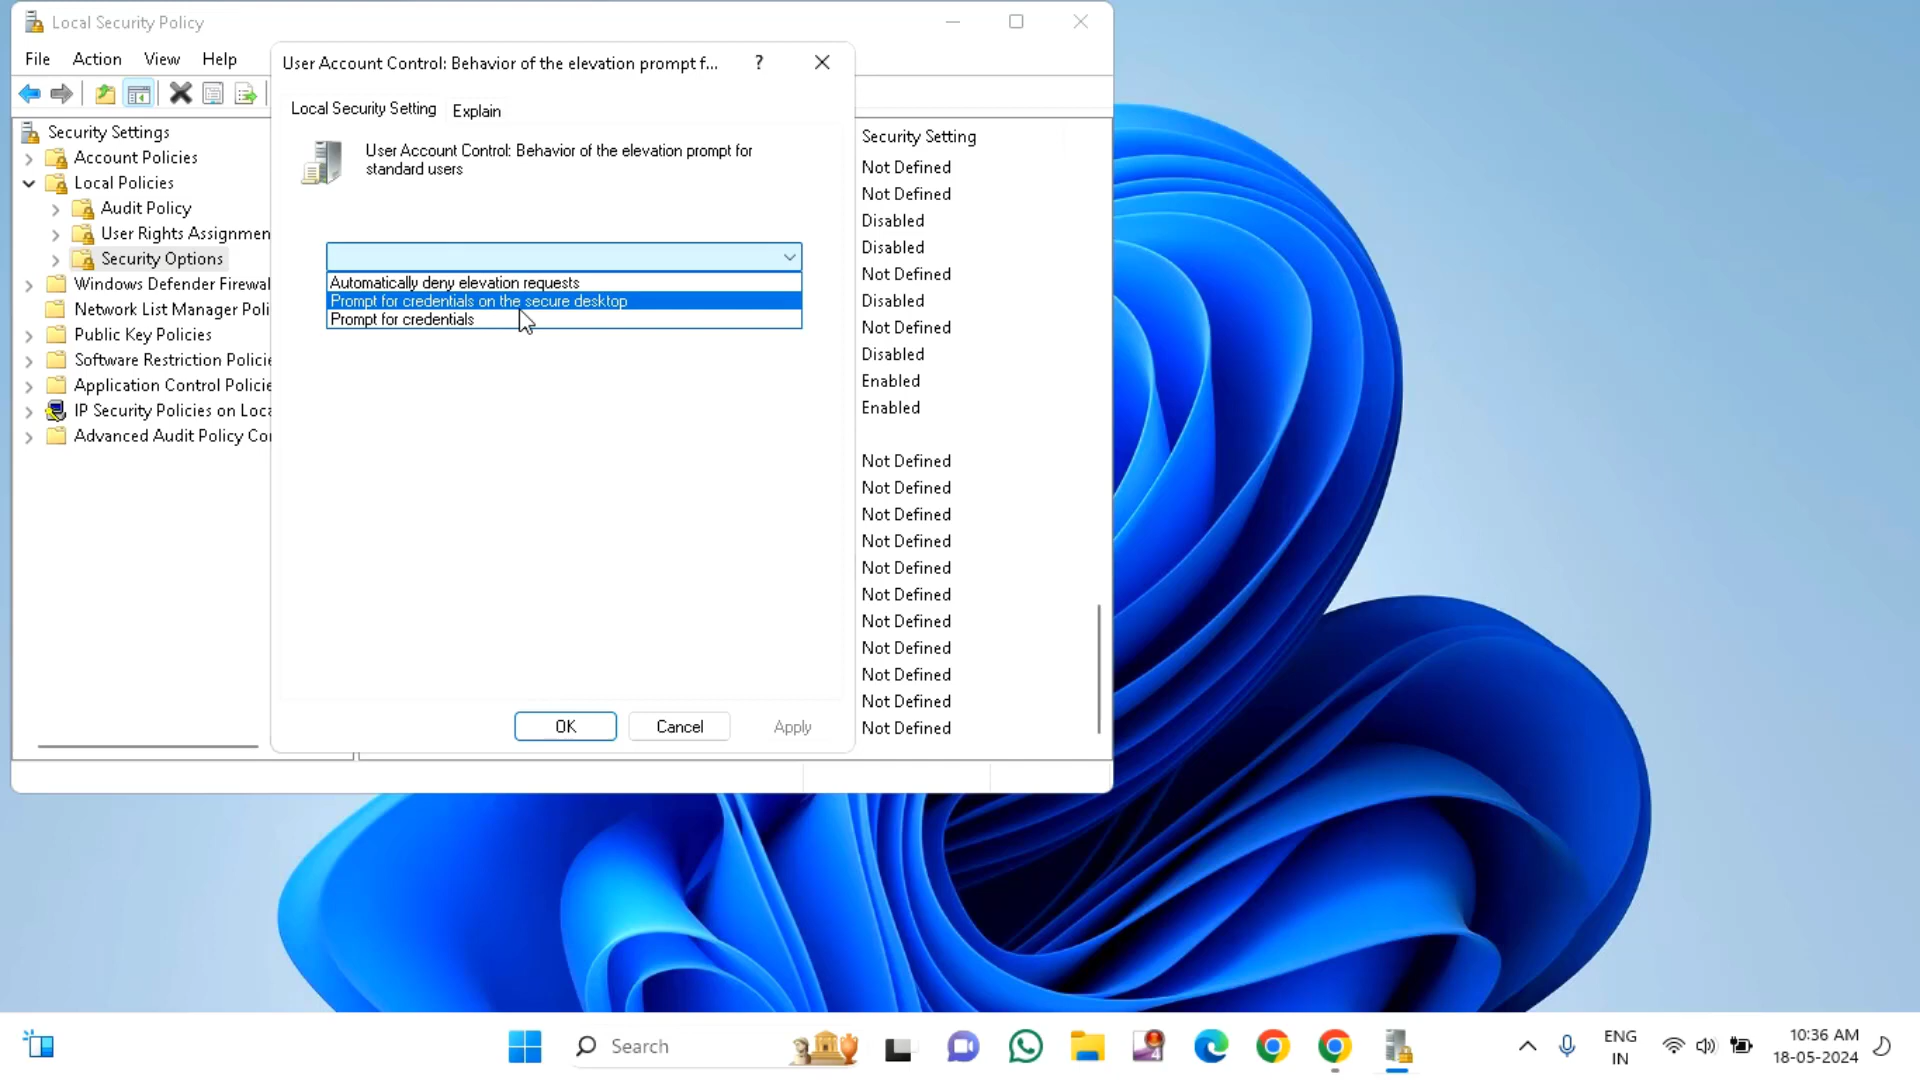 Local Security Policy
File Action View Help
Security Settings
Account Policies
Local Policies
Audit Policy
User Rights Assignmen
Security Options
Windows Defender Firewal
Network List Manager Poli
Public Key Policies
Software Restriction Policie
Application Control Policie
IP Security Policies on Loca
Advanced Audit Policy Co
User Account Control: Behavior of the elevation prompt f... ?
Local Security Setting Explain
User Account Control: Behavior of the elevation prompt for
standard users
Automatically deny elevation requests
Prompt for credentials on the secure desktop
Prompt for credentials
OK Cancel Apply
Security Setting
Not Defined
Not Defined
Disabled
Disabled
Not Defined
Disabled
Not Defined
Disabled
Enabled
Enabled
Not Defined
Not Defined
Not Defined
Not Defined
Not Defined
Not Defined
Not Defined
Not Defined
Not Defined
Not Defined
Not Defined
Search
4
ENG
IN
10:36 AM
18-05-2024